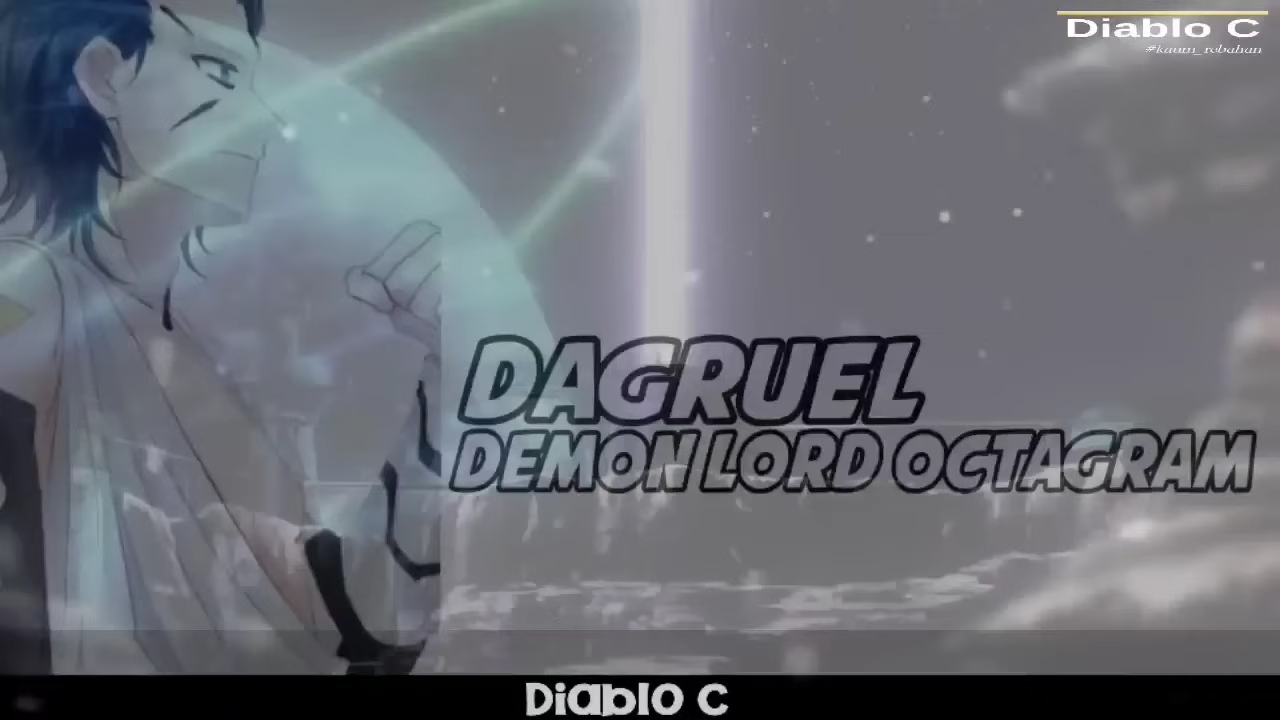 Diablo C
#kaum_rebahan
DAGRUEL
DEMON LORD OCTAGRAM
Diablo C